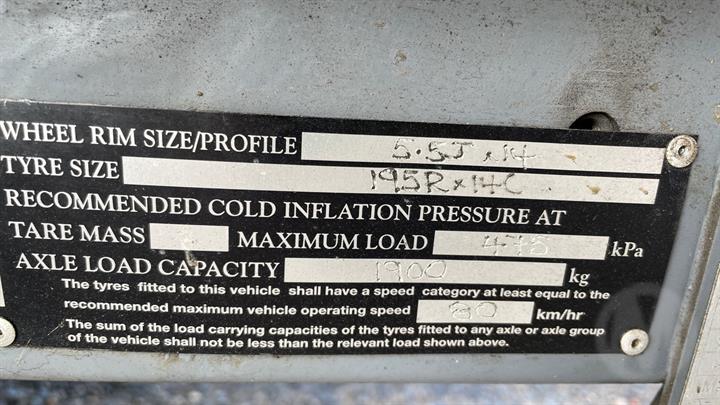 WHEEL RIM SIZE/PROFILE 5.5J x 14
TYRE SIZE 195R x 14C
RECOMMENDED COLD INFLATION PRESSURE AT
TARE MASS MAXIMUM LOAD 475 kPa
AXLE LOAD CAPACITY 1900 kg
The tyres fitted to this vehicle shall have a speed category at least equal to the
recommended maximum vehicle operating speed 80 km/hr
The sum of the load carrying capacities of the tyres fitted to any axle or axle group
of the vehicle shall not be less than the relevant load shown above.